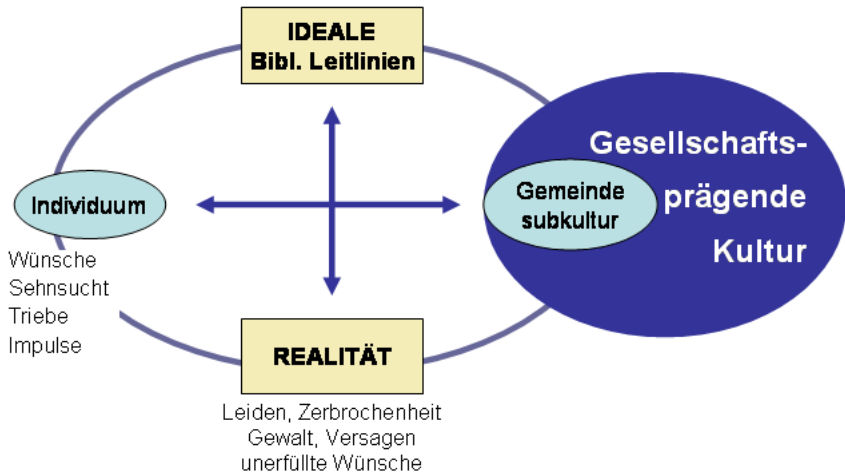 IDEALE
Bibl. Leitlinien
Gesellschafts-
prägende
Kultur
Individuum
Gemeinde
subkultur
Wünsche
Sehnsucht
Triebe
Impulse
REALITÄT
Leiden, Zerbrochenheit
Gewalt, Versagen
unerfüllte Wünsche